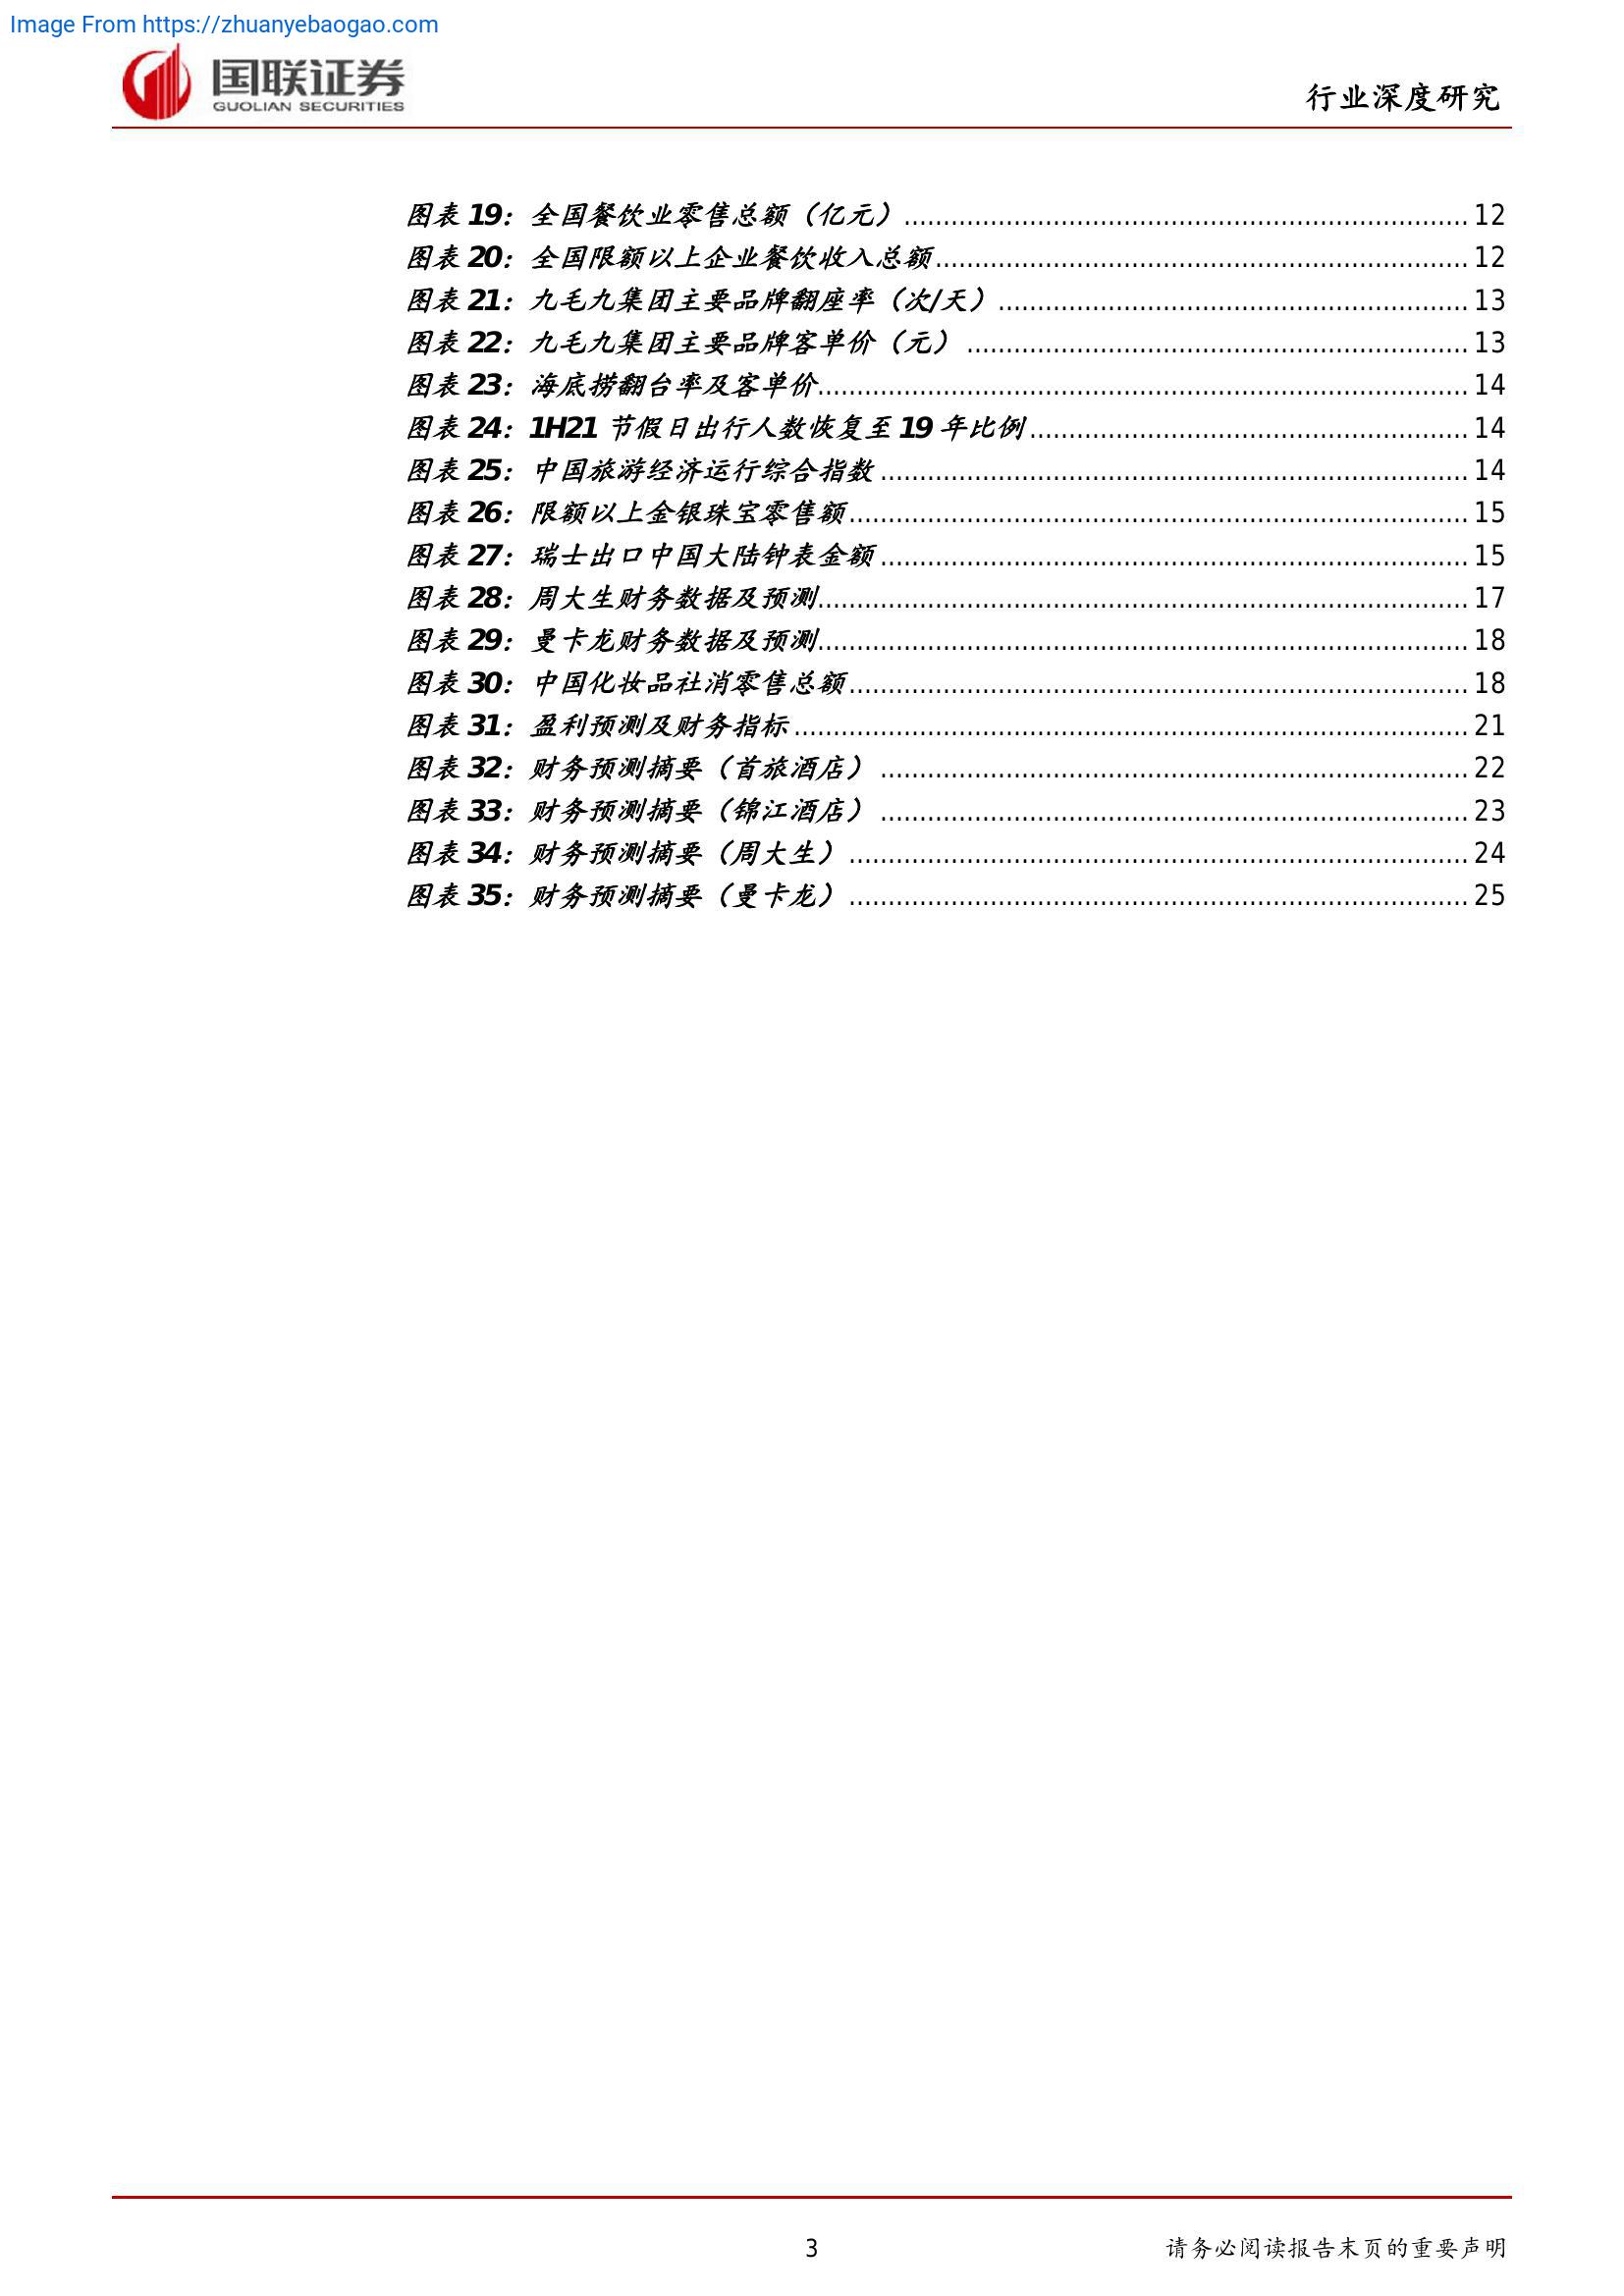 Image From https://zhuanyebaogao.com
国联证券
GUOLIAN SECURITIES
行业深度研究
图表 19：全国餐饮业零售总额（亿元）........................................................................ 12
图表 20：全国限额以上企业餐饮收入总额.................................................................... 12
图表 21：九毛九集团主要品牌翻座率（次/天）............................................................ 13
图表 22：九毛九集团主要品牌客单价（元）................................................................ 13
图表 23：海底捞翻台率及客单价................................................................................... 14
图表 24：1H21 节假日出行人数恢复至 19 年比例........................................................ 14
图表 25：中国旅游经济运行综合指数........................................................................... 14
图表 26：限额以上金银珠宝零售额............................................................................... 15
图表 27：瑞士出口中国大陆钟表金额........................................................................... 15
图表 28：周大生财务数据及预测................................................................................... 17
图表 29：曼卡龙财务数据及预测................................................................................... 18
图表 30：中国化妆品社消零售总额............................................................................... 18
图表 31：盈利预测及财务指标...................................................................................... 21
图表 32：财务预测摘要（首旅酒店）........................................................................... 22
图表 33：财务预测摘要（锦江酒店）........................................................................... 23
图表 34：财务预测摘要（周大生）............................................................................... 24
图表 35：财务预测摘要（曼卡龙）............................................................................... 25
3
请务必阅读报告末页的重要声明